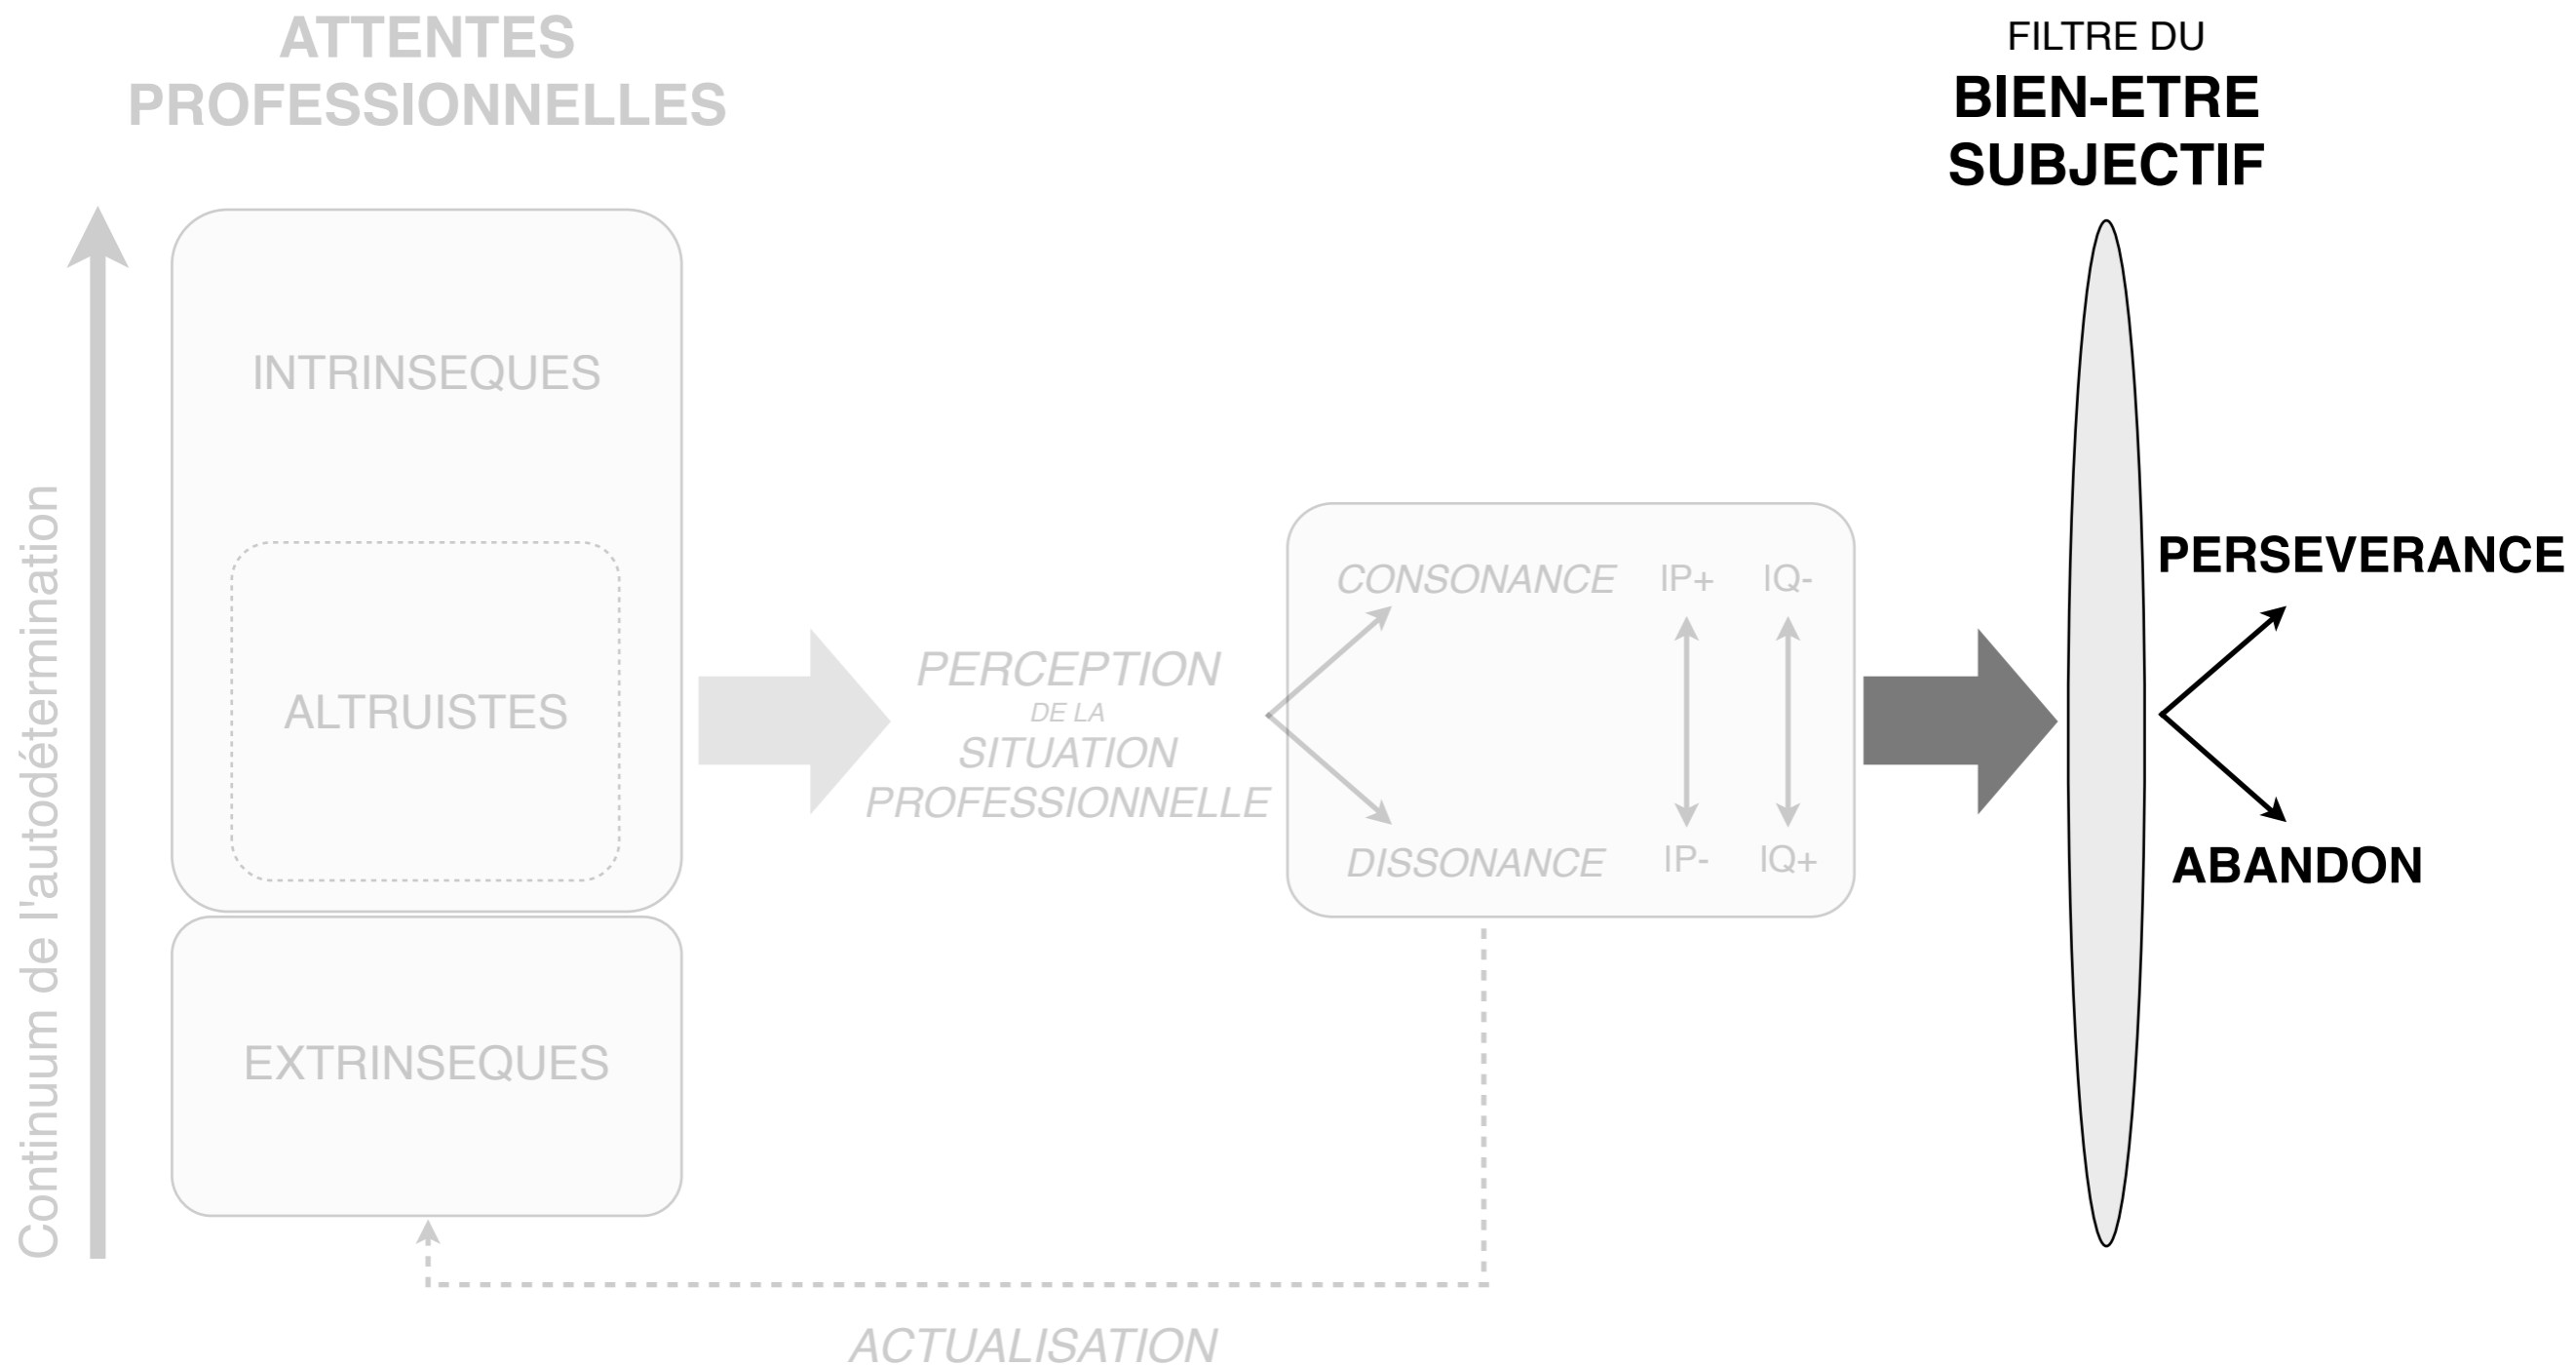 ATTENTES
PROFESSIONNELLES
Continuum de l'autodétermination
INTRINSEQUES
ALTRUISTES
EXTRINSEQUES
PERCEPTION
DE LA
SITUATION
PROFESSIONNELLE
CONSONANCE IP+ IQ-
DISSONANCE IP- IQ+
ACTUALISATION
FILTRE DU
BIEN-ETRE
SUBJECTIF
PERSEVERANCE
ABANDON